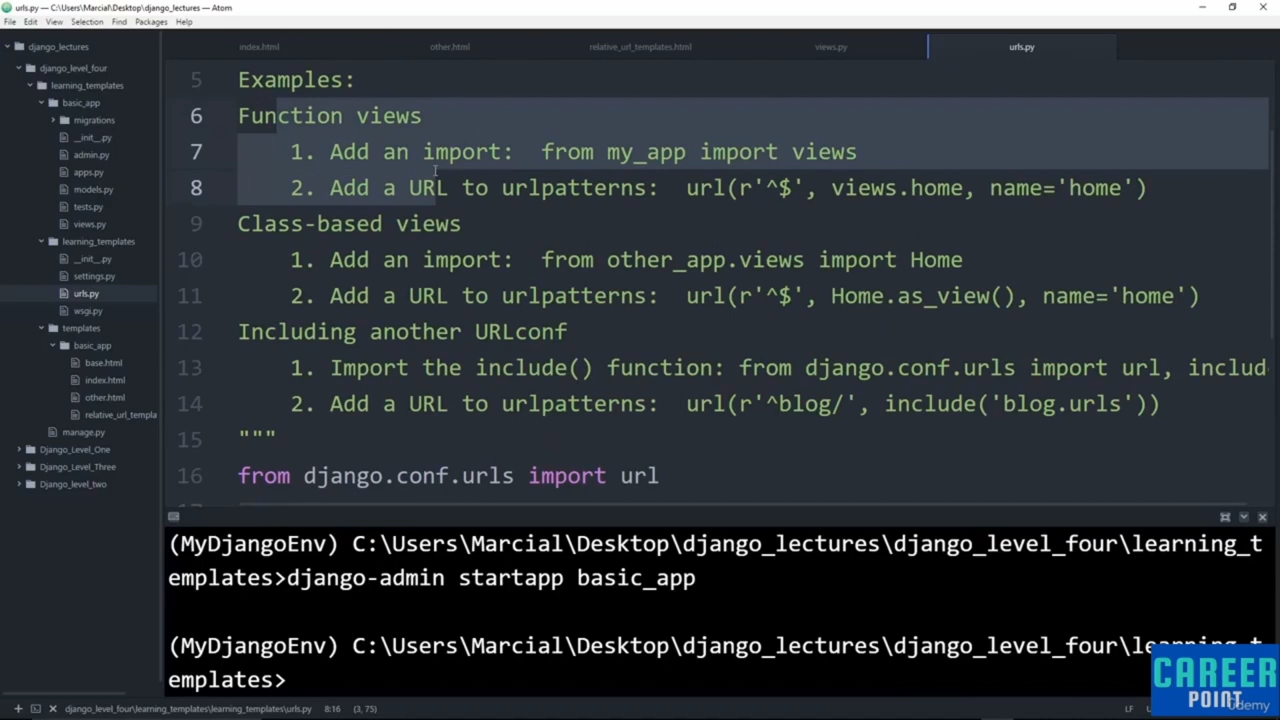 urls.py — C:\Users\Marcial\Desktop\django_lectures — Atom
File Edit View Selection Find Packages Help
django_lectures
django_level_four
learning_templates
basic_app
migrations
__init__.py
admin.py
apps.py
models.py
tests.py
views.py
learning_templates
__init__.py
settings.py
urls.py
wsgi.py
templates
basic_app
base.html
index.html
other.html
relative_url_templa
manage.py
Django_Level_One
Django_Level_Three
Django_level_two
index.html other.html relative_url_templates.html views.py urls.py
5 Examples:
6 Function views
7 1. Add an import: from my_app import views
8 2. Add a URL to urlpatterns: url(r'^$', views.home, name='home')
9 Class-based views
10 1. Add an import: from other_app.views import Home
11 2. Add a URL to urlpatterns: url(r'^$', Home.as_view(), name='home')
12 Including another URLconf
13 1. Import the include() function: from django.conf.urls import url, includ
14 2. Add a URL to urlpatterns: url(r'^blog/', include('blog.urls'))
15 """
16 from django.conf.urls import url
(MyDjangoEnv) C:\Users\Marcial\Desktop\django_lectures\django_level_four\learning_t
emplates>django-admin startapp basic_app
(MyDjangoEnv) C:\Users\Marcial\Desktop\django_lectures\django_level_four\learning_t
emplates>
django_level_four\learning_templates\learning_templates\urls.py 8:16 (3, 75) LF
CAREER
POINT
Udemy